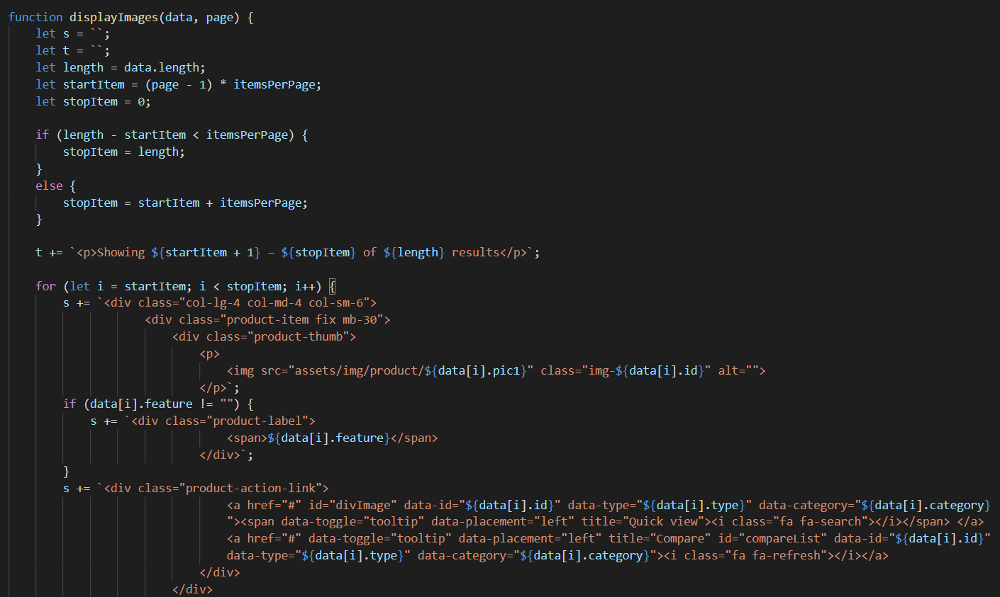 function displayImages(data, page) {
    let s = ``;
    let t = ``;
    let length = data.length;
    let startItem = (page - 1) * itemsPerPage;
    let stopItem = 0;

    if (length - startItem < itemsPerPage) {
        stopItem = length;
    }
    else {
        stopItem = startItem + itemsPerPage;
    }

    t += `<p>Showing ${startItem + 1} – ${stopItem} of ${length} results</p>`;

    for (let i = startItem; i < stopItem; i++) {
        s += `<div class="col-lg-4 col-md-4 col-sm-6">
                    <div class="product-item fix mb-30">
                        <div class="product-thumb">
                            <p>
                                <img src="assets/img/product/${data[i].pic1}" class="img-${data[i].id}" alt="">
                            </p>`;
        if (data[i].feature != "") {
            s += `<div class="product-label">
                                <span>${data[i].feature}</span>
                            </div>`;
        }
        s += `<div class="product-action-link">
                                <a href="#" id="divImage" data-id="${data[i].id}" data-type="${data[i].type}" data-category="${data[i].category}
                                "><span data-toggle="tooltip" data-placement="left" title="Quick view"><i class="fa fa-search"></i></span> </a>
                                <a href="#" data-toggle="tooltip" data-placement="left" title="Compare" id="compareList" data-id="${data[i].id}"
                                data-type="${data[i].type}" data-category="${data[i].category}"><i class="fa fa-refresh"></i></a>
                            </div>
                        </div>